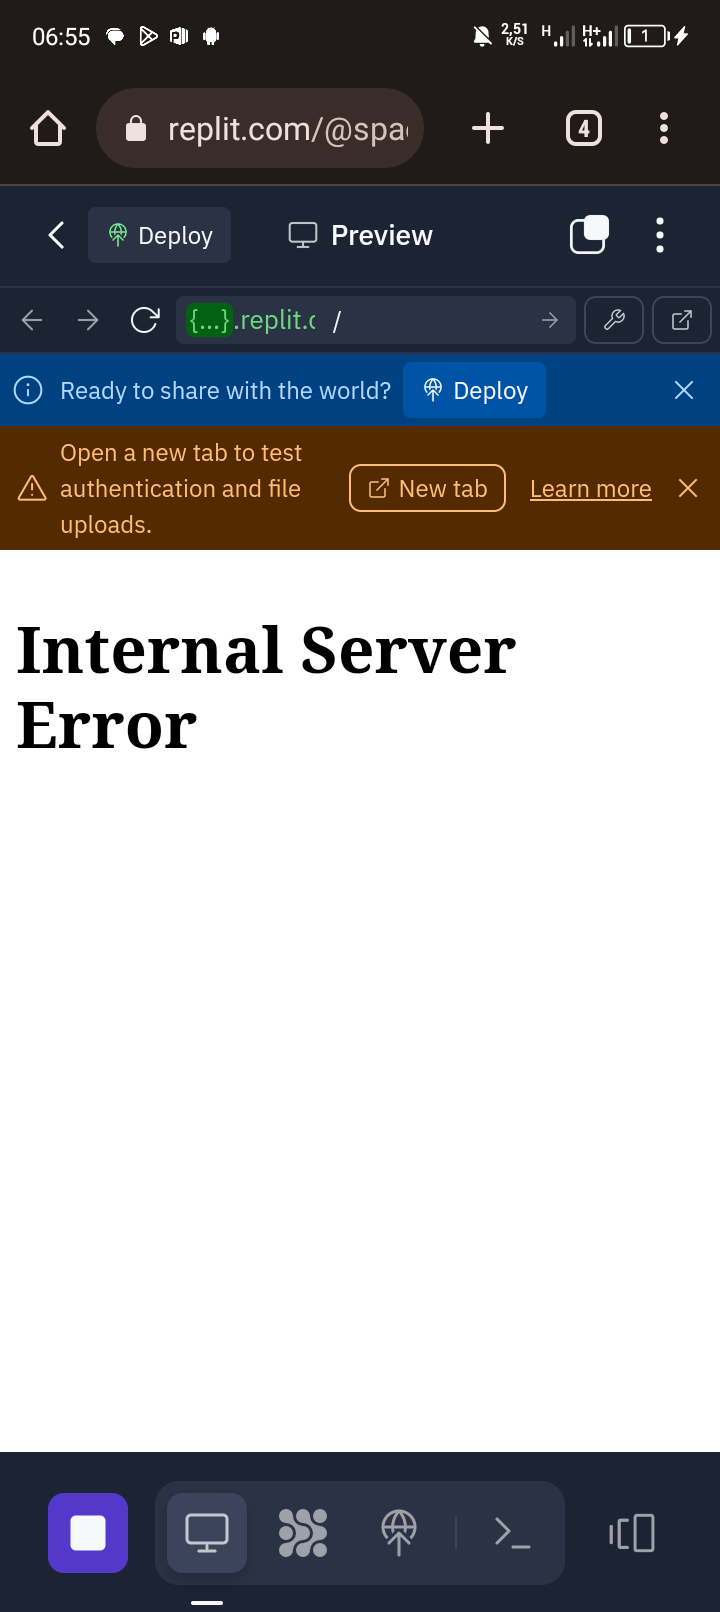 06:55
2,51
K/S
H
H+
1
replit.com/@spa
4
Deploy
Preview
{...}.replit.c /
Ready to share with the world?
Deploy
Open a new tab to test
authentication and file
uploads.
New tab
Learn more
Internal Server
Error